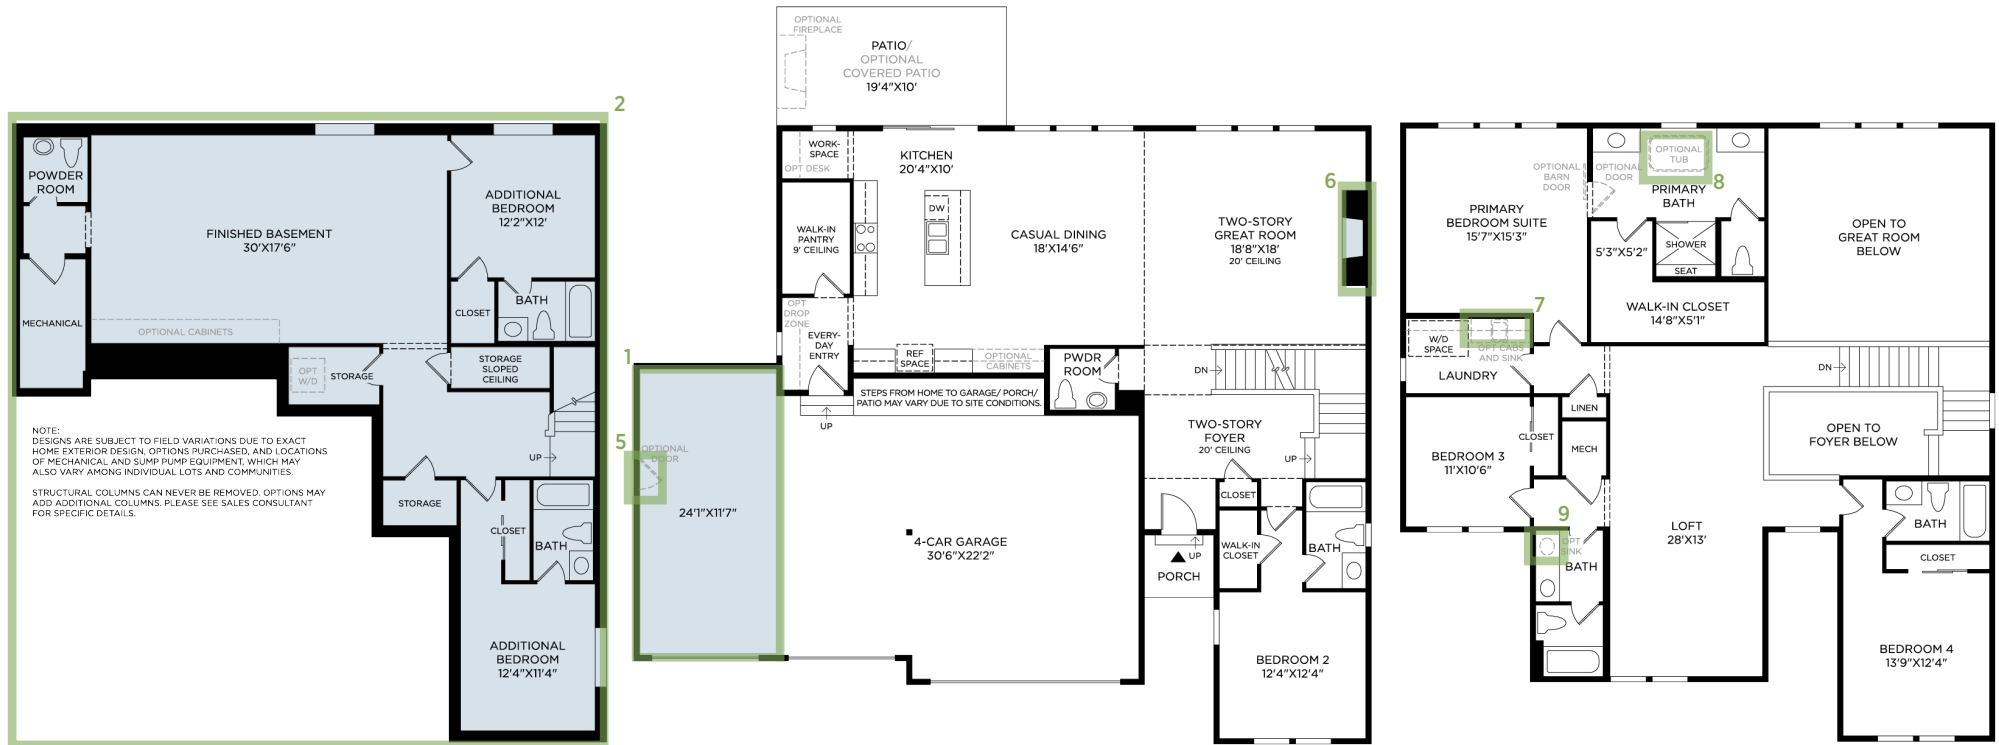 2
POWDER
ROOM
ADDITIONAL
BEDROOM
12'2"X12'
FINISHED BASEMENT
30'X17'6"
BATH
CLOSET
MECHANICAL
OPTIONAL CABINETS
STORAGE
SLOPED
CEILING
OPT
W/D
STORAGE
UP
STORAGE
CLOSET
BATH
ADDITIONAL
BEDROOM
12'4"X11'4"
NOTE:
DESIGNS ARE SUBJECT TO FIELD VARIATIONS DUE TO EXACT
HOME EXTERIOR DESIGN, OPTIONS PURCHASED, AND LOCATIONS
OF MECHANICAL AND SUMP PUMP EQUIPMENT, WHICH MAY
ALSO VARY AMONG INDIVIDUAL LOTS AND COMMUNITIES.
STRUCTURAL COLUMNS CAN NEVER BE REMOVED. OPTIONS MAY
ADD ADDITIONAL COLUMNS. PLEASE SEE SALES CONSULTANT
FOR SPECIFIC DETAILS.
OPTIONAL
FIREPLACE
PATIO/
OPTIONAL
COVERED PATIO
19'4"X10'
WORK-
SPACE
OPT DESK
KITCHEN
20'4"X10'
6
DW
WALK-IN
PANTRY
9' CEILING
CASUAL DINING
18'X14'6"
TWO-STORY
GREAT ROOM
18'8"X18'
20' CEILING
OPT
DROP
ZONE
EVERY-
DAY
ENTRY
REF
SPACE
OPTIONAL
CABINETS
PWDR
ROOM
DN
1
STEPS FROM HOME TO GARAGE/ PORCH/
PATIO MAY VARY DUE TO SITE CONDITIONS.
UP
TWO-STORY
FOYER
20' CEILING
UP
5
OPTIONAL
DOOR
24'1"X11'7"
4-CAR GARAGE
30'6"X22'2"
CLOSET
WALK-IN
CLOSET
BATH
UP
PORCH
BEDROOM 2
12'4"X12'4"
OPTIONAL
BARN
DOOR
OPTIONAL
DOOR
OPTIONAL
TUB
8
PRIMARY
BATH
PRIMARY
BEDROOM SUITE
15'7"X15'3"
5'3"X5'2"
SHOWER
SEAT
OPEN TO
GREAT ROOM
BELOW
WALK-IN CLOSET
14'8"X5'1"
7
W/D
SPACE
OPT CABS
AND SINK
LAUNDRY
DN
LINEN
CLOSET
MECH
BEDROOM 3
11'X10'6"
OPEN TO
FOYER BELOW
9
OPT
SINK
BATH
LOFT
28'X13'
BATH
CLOSET
BEDROOM 4
13'9"X12'4"